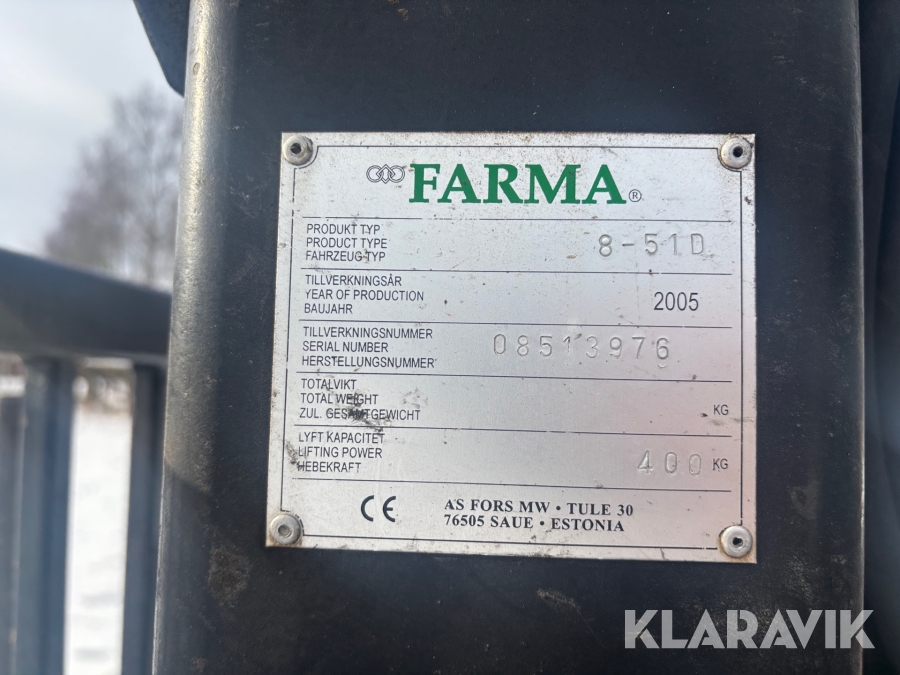 FARMA®
PRODUKT TYP
PRODUCT TYPE 8-51D
FAHRZEUG-TYP
TILLVERKNINGSÅR
YEAR OF PRODUCTION 2005
BAUJAHR
TILLVERKNINGSNUMMER
SERIAL NUMBER 08513976
HERSTELLUNGSNUMMER
TOTALVIKT
TOTAL WEIGHT KG
ZUL. GESAMTGEWICHT
LYFT KAPACITET
LIFTING POWER 400 KG
HEBEKRAFT
CE AS FORS MW • TULE 30
76505 SAUE • ESTONIA
KLARAVIK